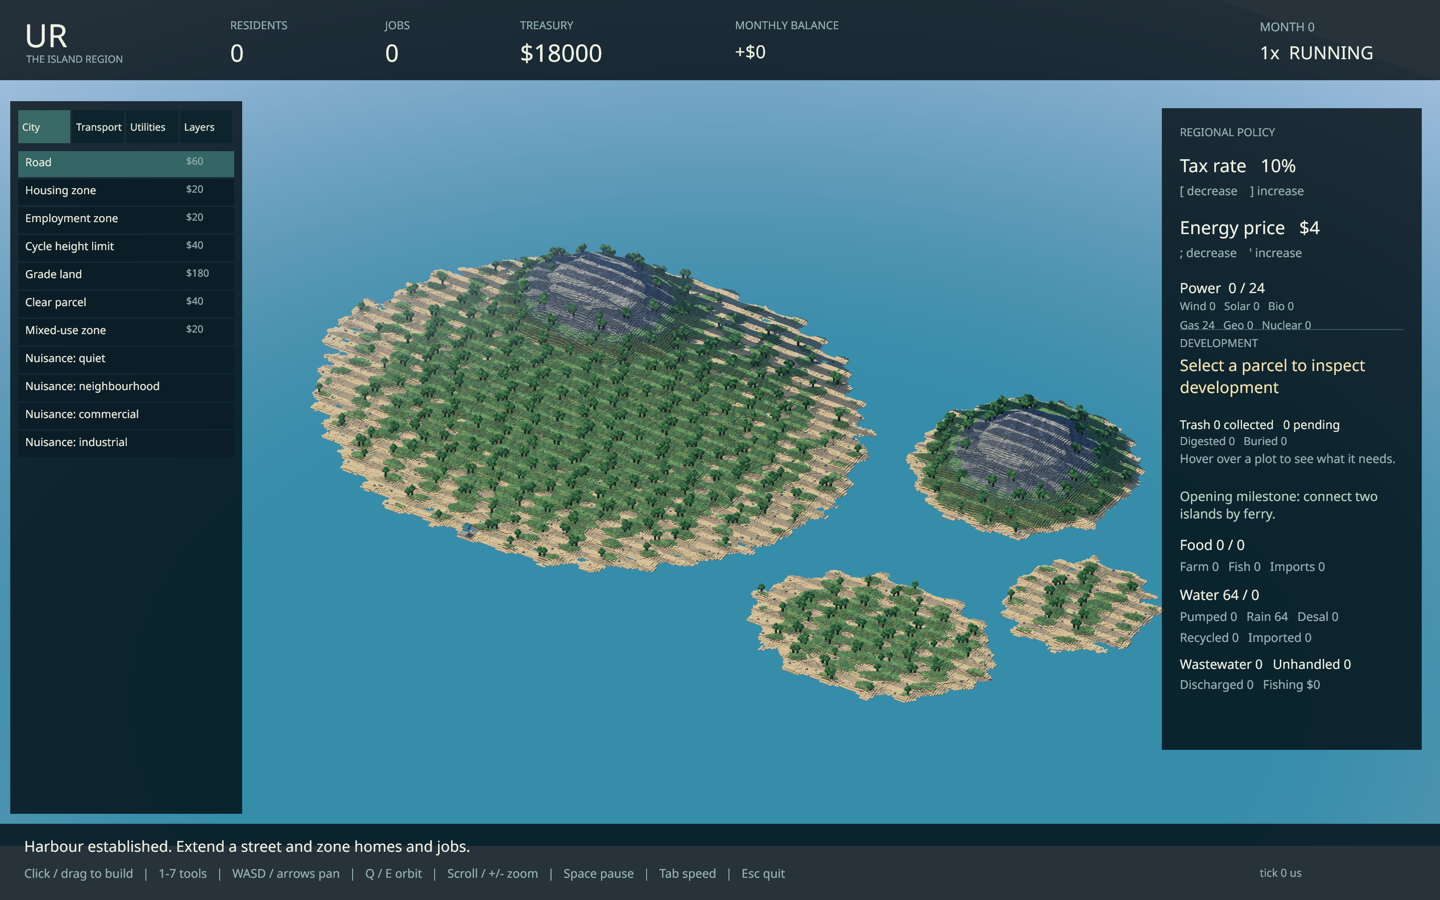 UR
THE ISLAND REGION
RESIDENTS
0
JOBS
0
TREASURY
$18000
MONTHLY BALANCE
+$0
MONTH 0
1x RUNNING
City Transport Utilities Layers
Road $60
Housing zone $20
Employment zone $20
Cycle height limit $40
Grade land $180
Clear parcel $40
Mixed-use zone $20
Nuisance: quiet
Nuisance: neighbourhood
Nuisance: commercial
Nuisance: industrial
REGIONAL POLICY
Tax rate 10%
[ decrease ] increase
Energy price $4
; decrease ' increase
Power 0 / 24
Wind 0 Solar 0 Bio 0
Gas 24 Geo 0 Nuclear 0
DEVELOPMENT
Select a parcel to inspect
development
Trash 0 collected 0 pending
Digested 0 Buried 0
Hover over a plot to see what it needs.
Opening milestone: connect two
islands by ferry.
Food 0 / 0
Farm 0 Fish 0 Imports 0
Water 64 / 0
Pumped 0 Rain 64 Desal 0
Recycled 0 Imported 0
Wastewater 0 Unhandled 0
Discharged 0 Fishing $0
Harbour established. Extend a street and zone homes and jobs.
Click / drag to build | 1-7 tools | WASD / arrows pan | Q / E orbit | Scroll / +/- zoom | Space pause | Tab speed | Esc quit
tick 0 us